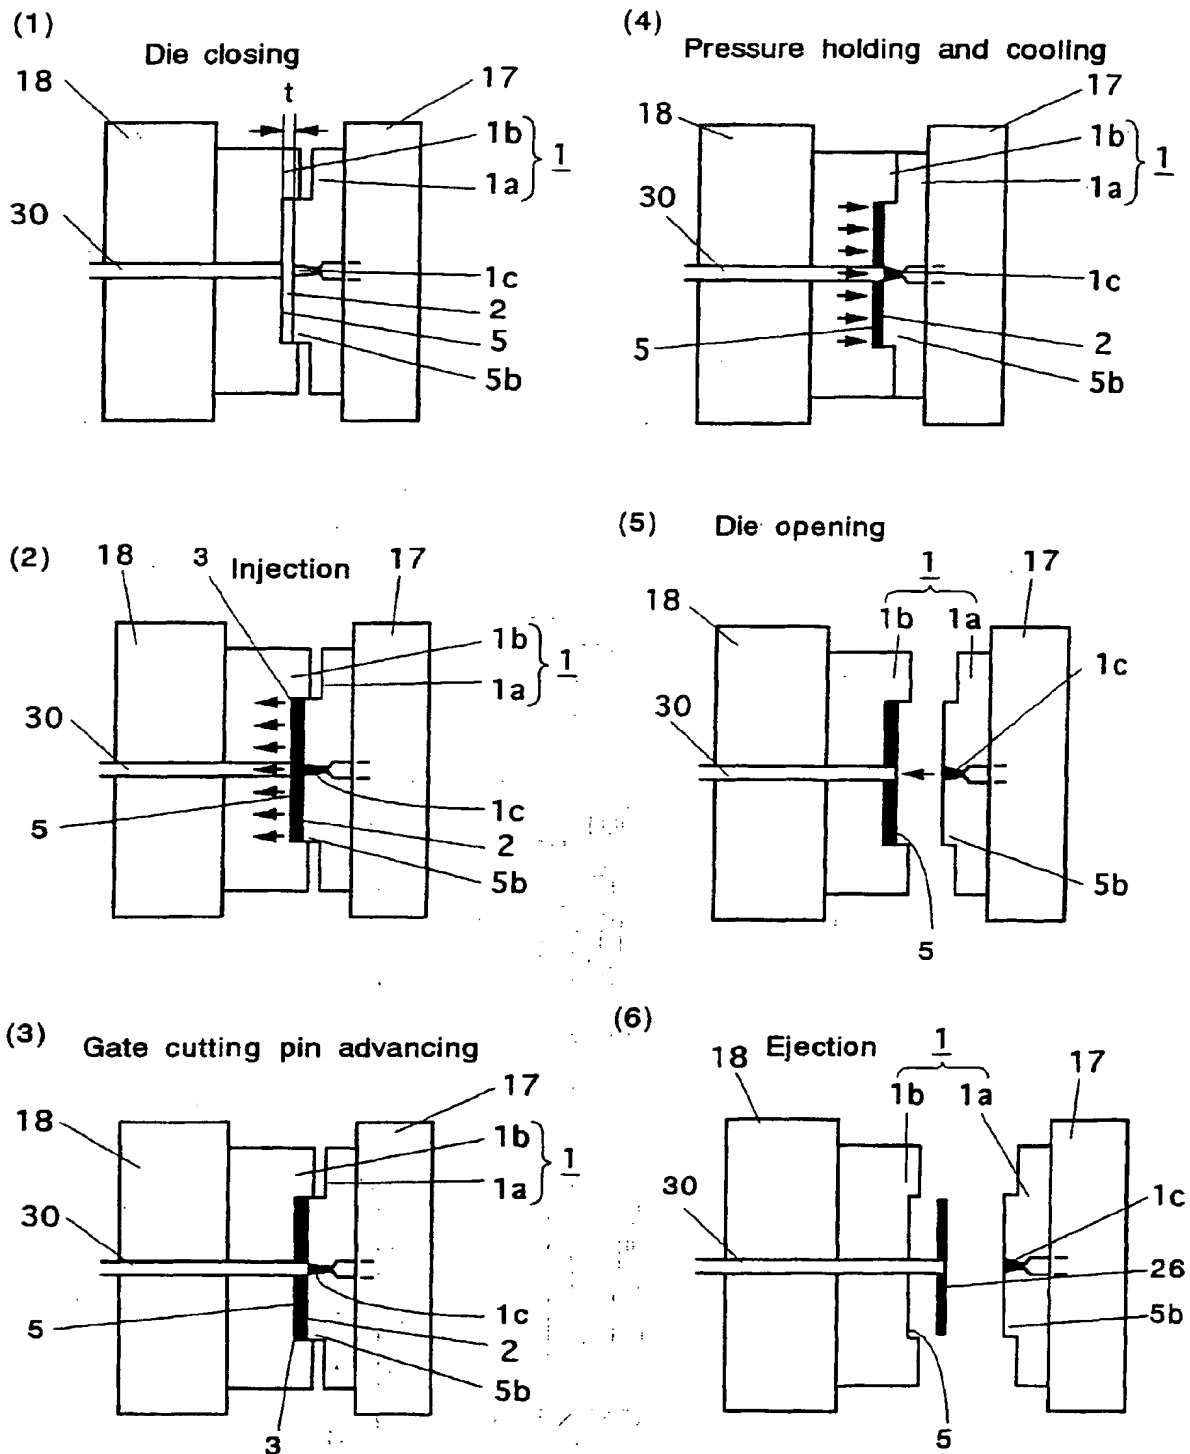 (1)
Die closing
18
t
17
1b
1a
1
30
1c
2
5
5b
(4)
Pressure holding and cooling
18
17
1b
1a
1
30
1c
5
2
5b
(2)
Injection
18
3
17
1b
1a
1
30
1c
5
2
5b
(5)
Die opening
1
17
18
1b
1a
1c
30
5b
5
(3)
Gate cutting pin advancing
17
18
1b
1a
1
30
1c
5
2
5b
3
(6)
Ejection
1
18
17
1b
1a
30
1c
26
5b
5